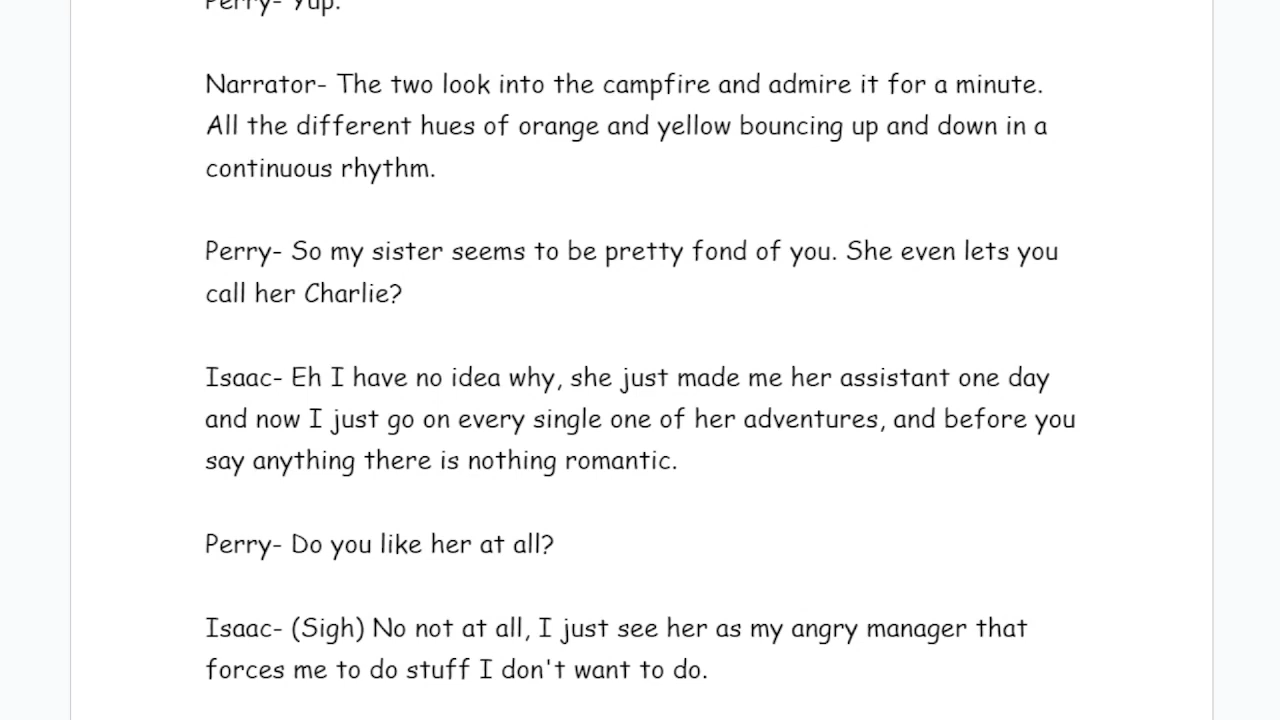 Perry- Yup.
Narrator- The two look into the campfire and admire it for a minute.
All the different hues of orange and yellow bouncing up and down in a
continuous rhythm.
Perry- So my sister seems to be pretty fond of you. She even lets you
call her Charlie?
Isaac- Eh I have no idea why, she just made me her assistant one day
and now I just go on every single one of her adventures, and before you
say anything there is nothing romantic.
Perry- Do you like her at all?
Isaac- (Sigh) No not at all, I just see her as my angry manager that
forces me to do stuff I don't want to do.